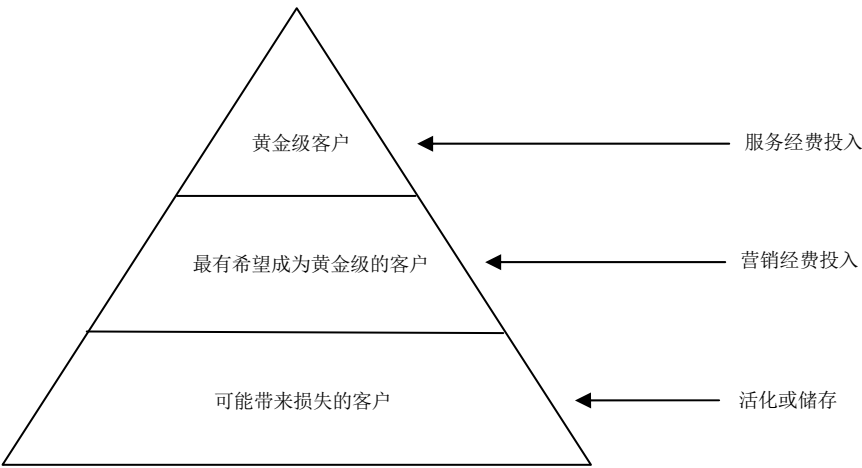 黄金级客户
服务经费投入
最有希望成为黄金级的客户
营销经费投入
可能带来损失的客户
活化或储存